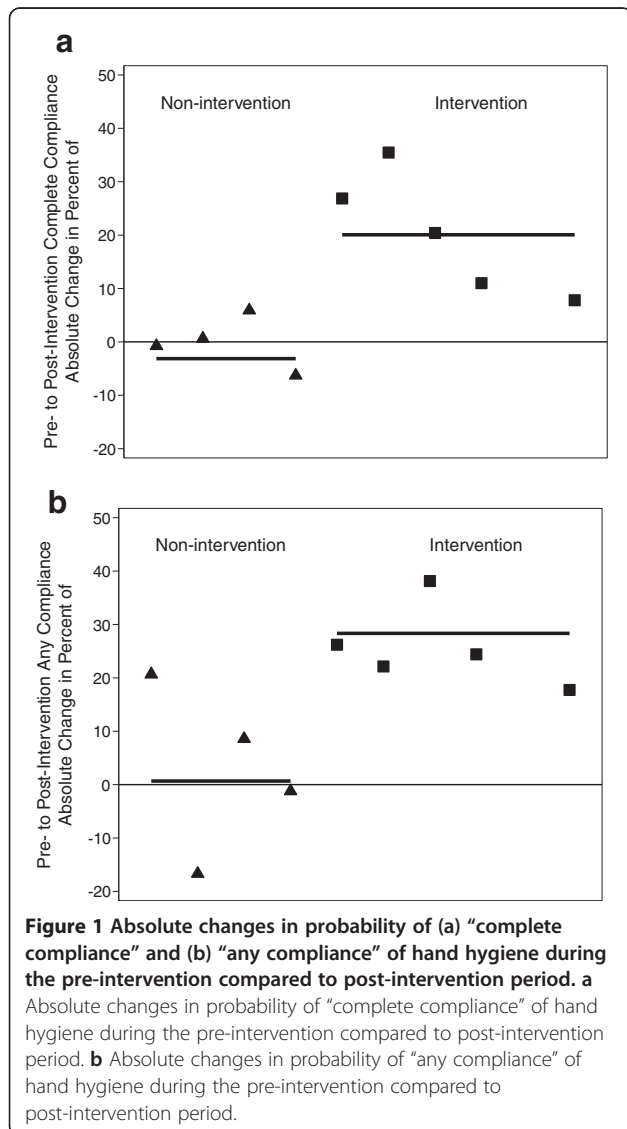 a
Pre- to Post-Intervention Complete Compliance
Absolute Change in Percent of
50
40
30
20
10
0
-10
-20
Non-intervention
Intervention
b
Pre- to Post-Intervention Any Compliance
Absolute Change in Percent of
50
40
30
20
10
0
-10
-20
Non-intervention
Intervention
Figure 1 Absolute changes in probability of (a) “complete
compliance” and (b) “any compliance” of hand hygiene during
the pre-intervention compared to post-intervention period. a
Absolute changes in probability of “complete compliance” of hand
hygiene during the pre-intervention compared to post-intervention
period. b Absolute changes in probability of “any compliance” of
hand hygiene during the pre-intervention compared to
post-intervention period.